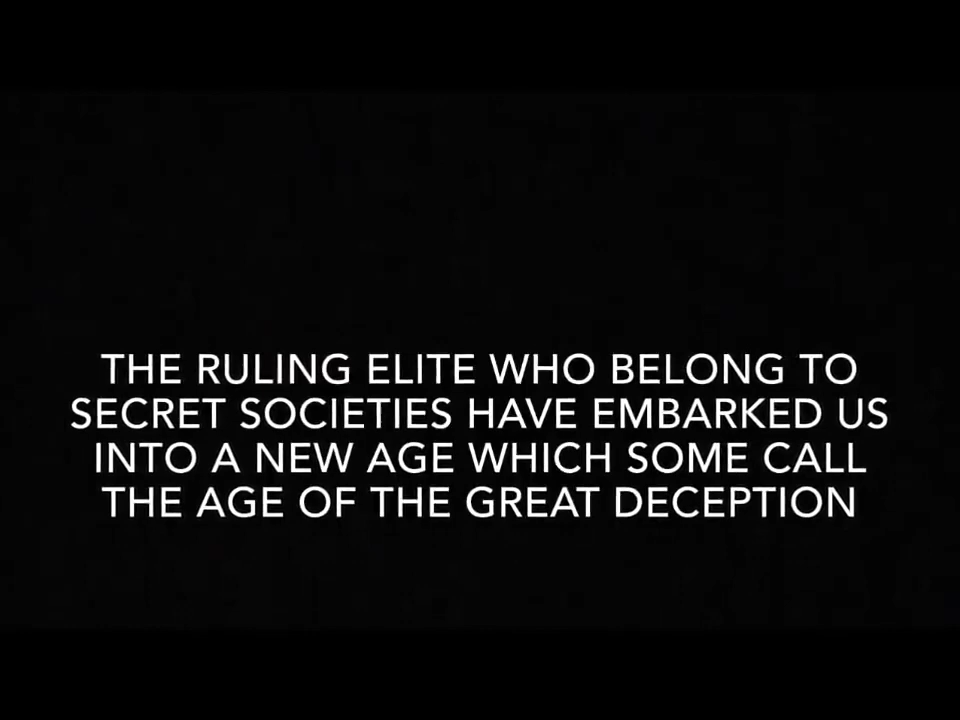 THE RULING ELITE WHO BELONG TO
SECRET SOCIETIES HAVE EMBARKED US
INTO A NEW AGE WHICH SOME CALL
THE AGE OF THE GREAT DECEPTION